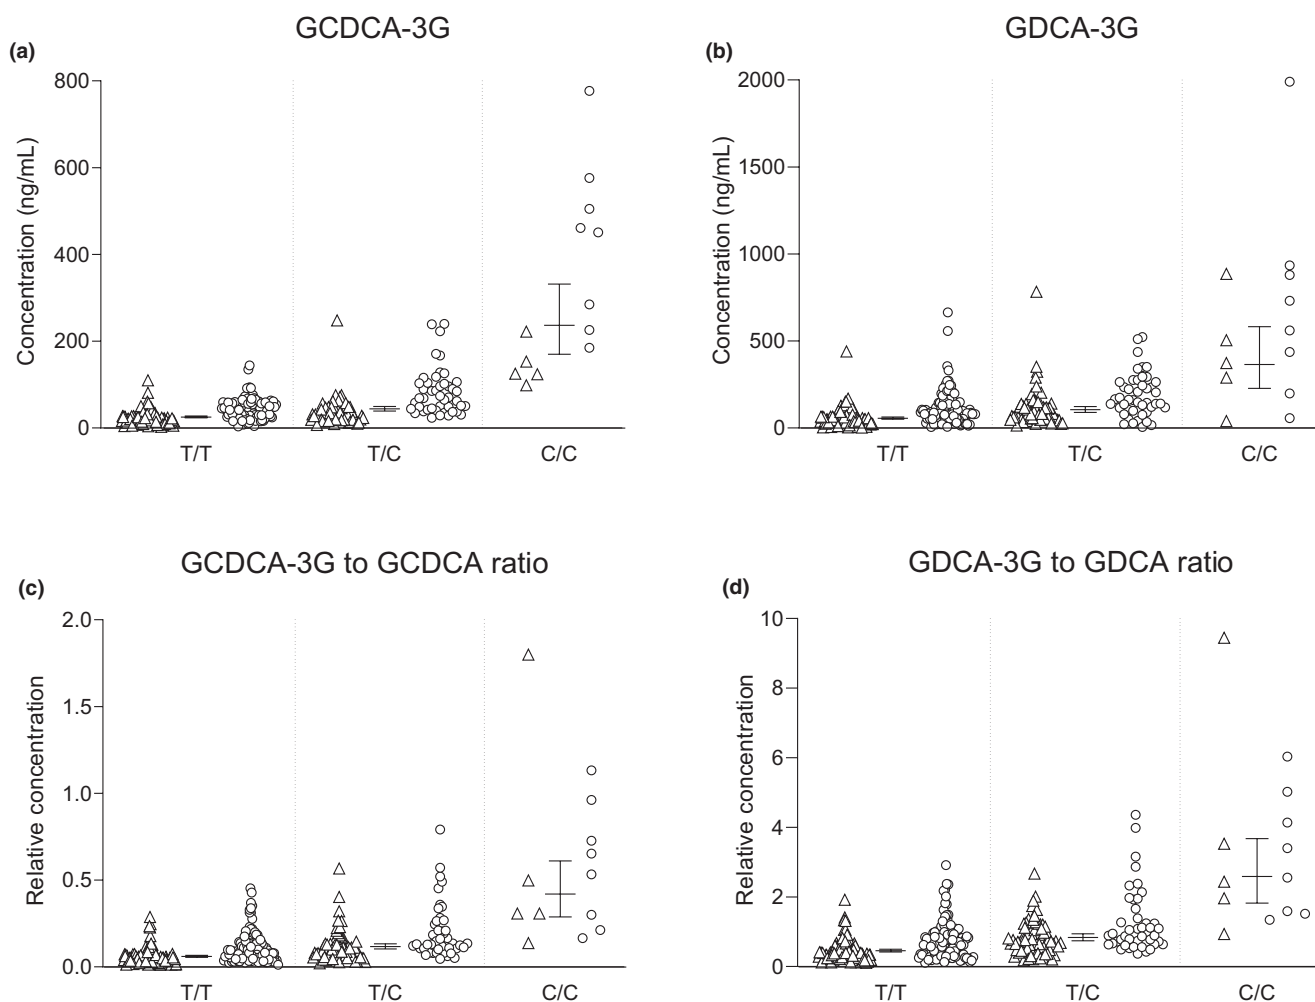 (a)
GCDCA-3G
Concentration (ng/mL)
800
600
400
200
0
T/T
T/C
C/C
(b)
GDCA-3G
Concentration (ng/mL)
2000
1500
1000
500
0
T/T
T/C
C/C
(c)
GCDCA-3G to GCDCA ratio
Relative concentration
2.0
1.5
1.0
0.5
0.0
T/T
T/C
C/C
(d)
GDCA-3G to GDCA ratio
Relative concentration
10
8
6
4
2
0
T/T
T/C
C/C